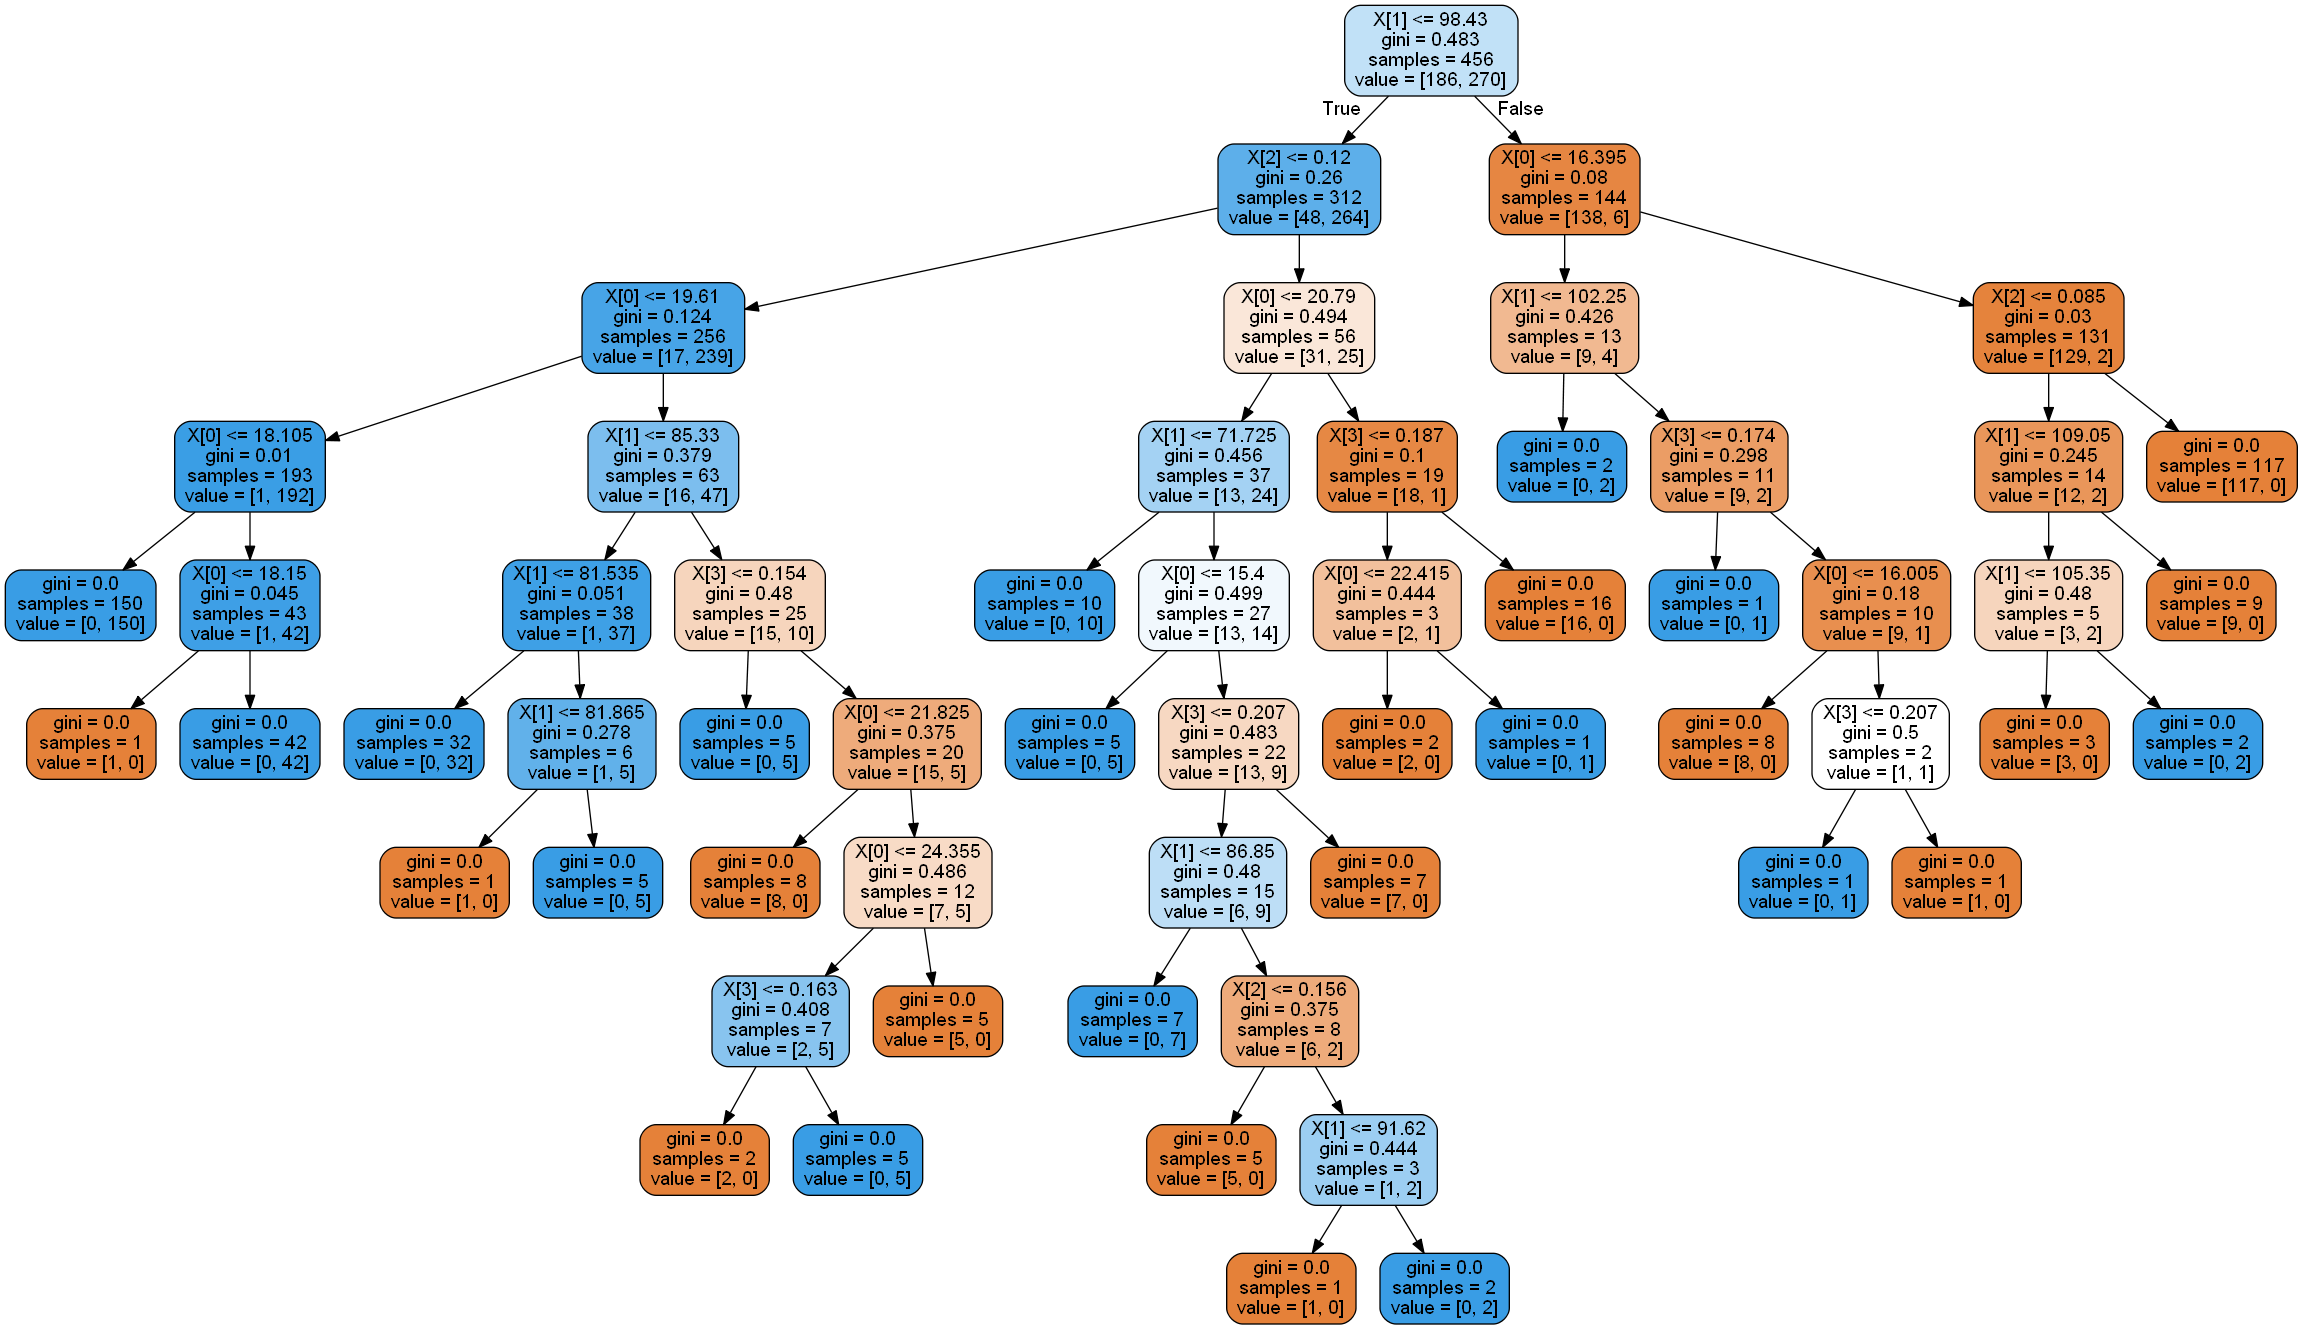 X[1] <= 98.43
gini = 0.483
samples = 456
value = [186, 270]
True
False
X[2] <= 0.12
gini = 0.26
samples = 312
value = [48, 264]
X[0] <= 16.395
gini = 0.08
samples = 144
value = [138, 6]
X[0] <= 19.61
gini = 0.124
samples = 256
value = [17, 239]
X[0] <= 20.79
gini = 0.494
samples = 56
value = [31, 25]
X[1] <= 102.25
gini = 0.426
samples = 13
value = [9, 4]
X[2] <= 0.085
gini = 0.03
samples = 131
value = [129, 2]
X[0] <= 18.105
gini = 0.01
samples = 193
value = [1, 192]
X[1] <= 85.33
gini = 0.379
samples = 63
value = [16, 47]
X[1] <= 71.725
gini = 0.456
samples = 37
value = [13, 24]
X[3] <= 0.187
gini = 0.1
samples = 19
value = [18, 1]
gini = 0.0
samples = 2
value = [0, 2]
X[3] <= 0.174
gini = 0.298
samples = 11
value = [9, 2]
X[1] <= 109.05
gini = 0.245
samples = 14
value = [12, 2]
gini = 0.0
samples = 117
value = [117, 0]
gini = 0.0
samples = 150
value = [0, 150]
X[0] <= 18.15
gini = 0.045
samples = 43
value = [1, 42]
X[1] <= 81.535
gini = 0.051
samples = 38
value = [1, 37]
X[3] <= 0.154
gini = 0.48
samples = 25
value = [15, 10]
gini = 0.0
samples = 10
value = [0, 10]
X[0] <= 15.4
gini = 0.499
samples = 27
value = [13, 14]
X[0] <= 22.415
gini = 0.444
samples = 3
value = [2, 1]
gini = 0.0
samples = 16
value = [16, 0]
gini = 0.0
samples = 1
value = [0, 1]
X[0] <= 16.005
gini = 0.18
samples = 10
value = [9, 1]
X[1] <= 105.35
gini = 0.48
samples = 5
value = [3, 2]
gini = 0.0
samples = 9
value = [9, 0]
gini = 0.0
samples = 1
value = [1, 0]
gini = 0.0
samples = 42
value = [0, 42]
gini = 0.0
samples = 32
value = [0, 32]
X[1] <= 81.865
gini = 0.278
samples = 6
value = [1, 5]
gini = 0.0
samples = 5
value = [0, 5]
X[0] <= 21.825
gini = 0.375
samples = 20
value = [15, 5]
gini = 0.0
samples = 5
value = [0, 5]
X[3] <= 0.207
gini = 0.483
samples = 22
value = [13, 9]
gini = 0.0
samples = 2
value = [2, 0]
gini = 0.0
samples = 1
value = [0, 1]
gini = 0.0
samples = 8
value = [8, 0]
X[3] <= 0.207
gini = 0.5
samples = 2
value = [1, 1]
gini = 0.0
samples = 3
value = [3, 0]
gini = 0.0
samples = 2
value = [0, 2]
gini = 0.0
samples = 1
value = [1, 0]
gini = 0.0
samples = 5
value = [0, 5]
gini = 0.0
samples = 8
value = [8, 0]
X[0] <= 24.355
gini = 0.486
samples = 12
value = [7, 5]
X[1] <= 86.85
gini = 0.48
samples = 15
value = [6, 9]
gini = 0.0
samples = 7
value = [7, 0]
gini = 0.0
samples = 1
value = [0, 1]
gini = 0.0
samples = 1
value = [1, 0]
X[3] <= 0.163
gini = 0.408
samples = 7
value = [2, 5]
gini = 0.0
samples = 5
value = [5, 0]
gini = 0.0
samples = 7
value = [0, 7]
X[2] <= 0.156
gini = 0.375
samples = 8
value = [6, 2]
gini = 0.0
samples = 2
value = [2, 0]
gini = 0.0
samples = 5
value = [0, 5]
gini = 0.0
samples = 5
value = [5, 0]
X[1] <= 91.62
gini = 0.444
samples = 3
value = [1, 2]
gini = 0.0
samples = 1
value = [1, 0]
gini = 0.0
samples = 2
value = [0, 2]